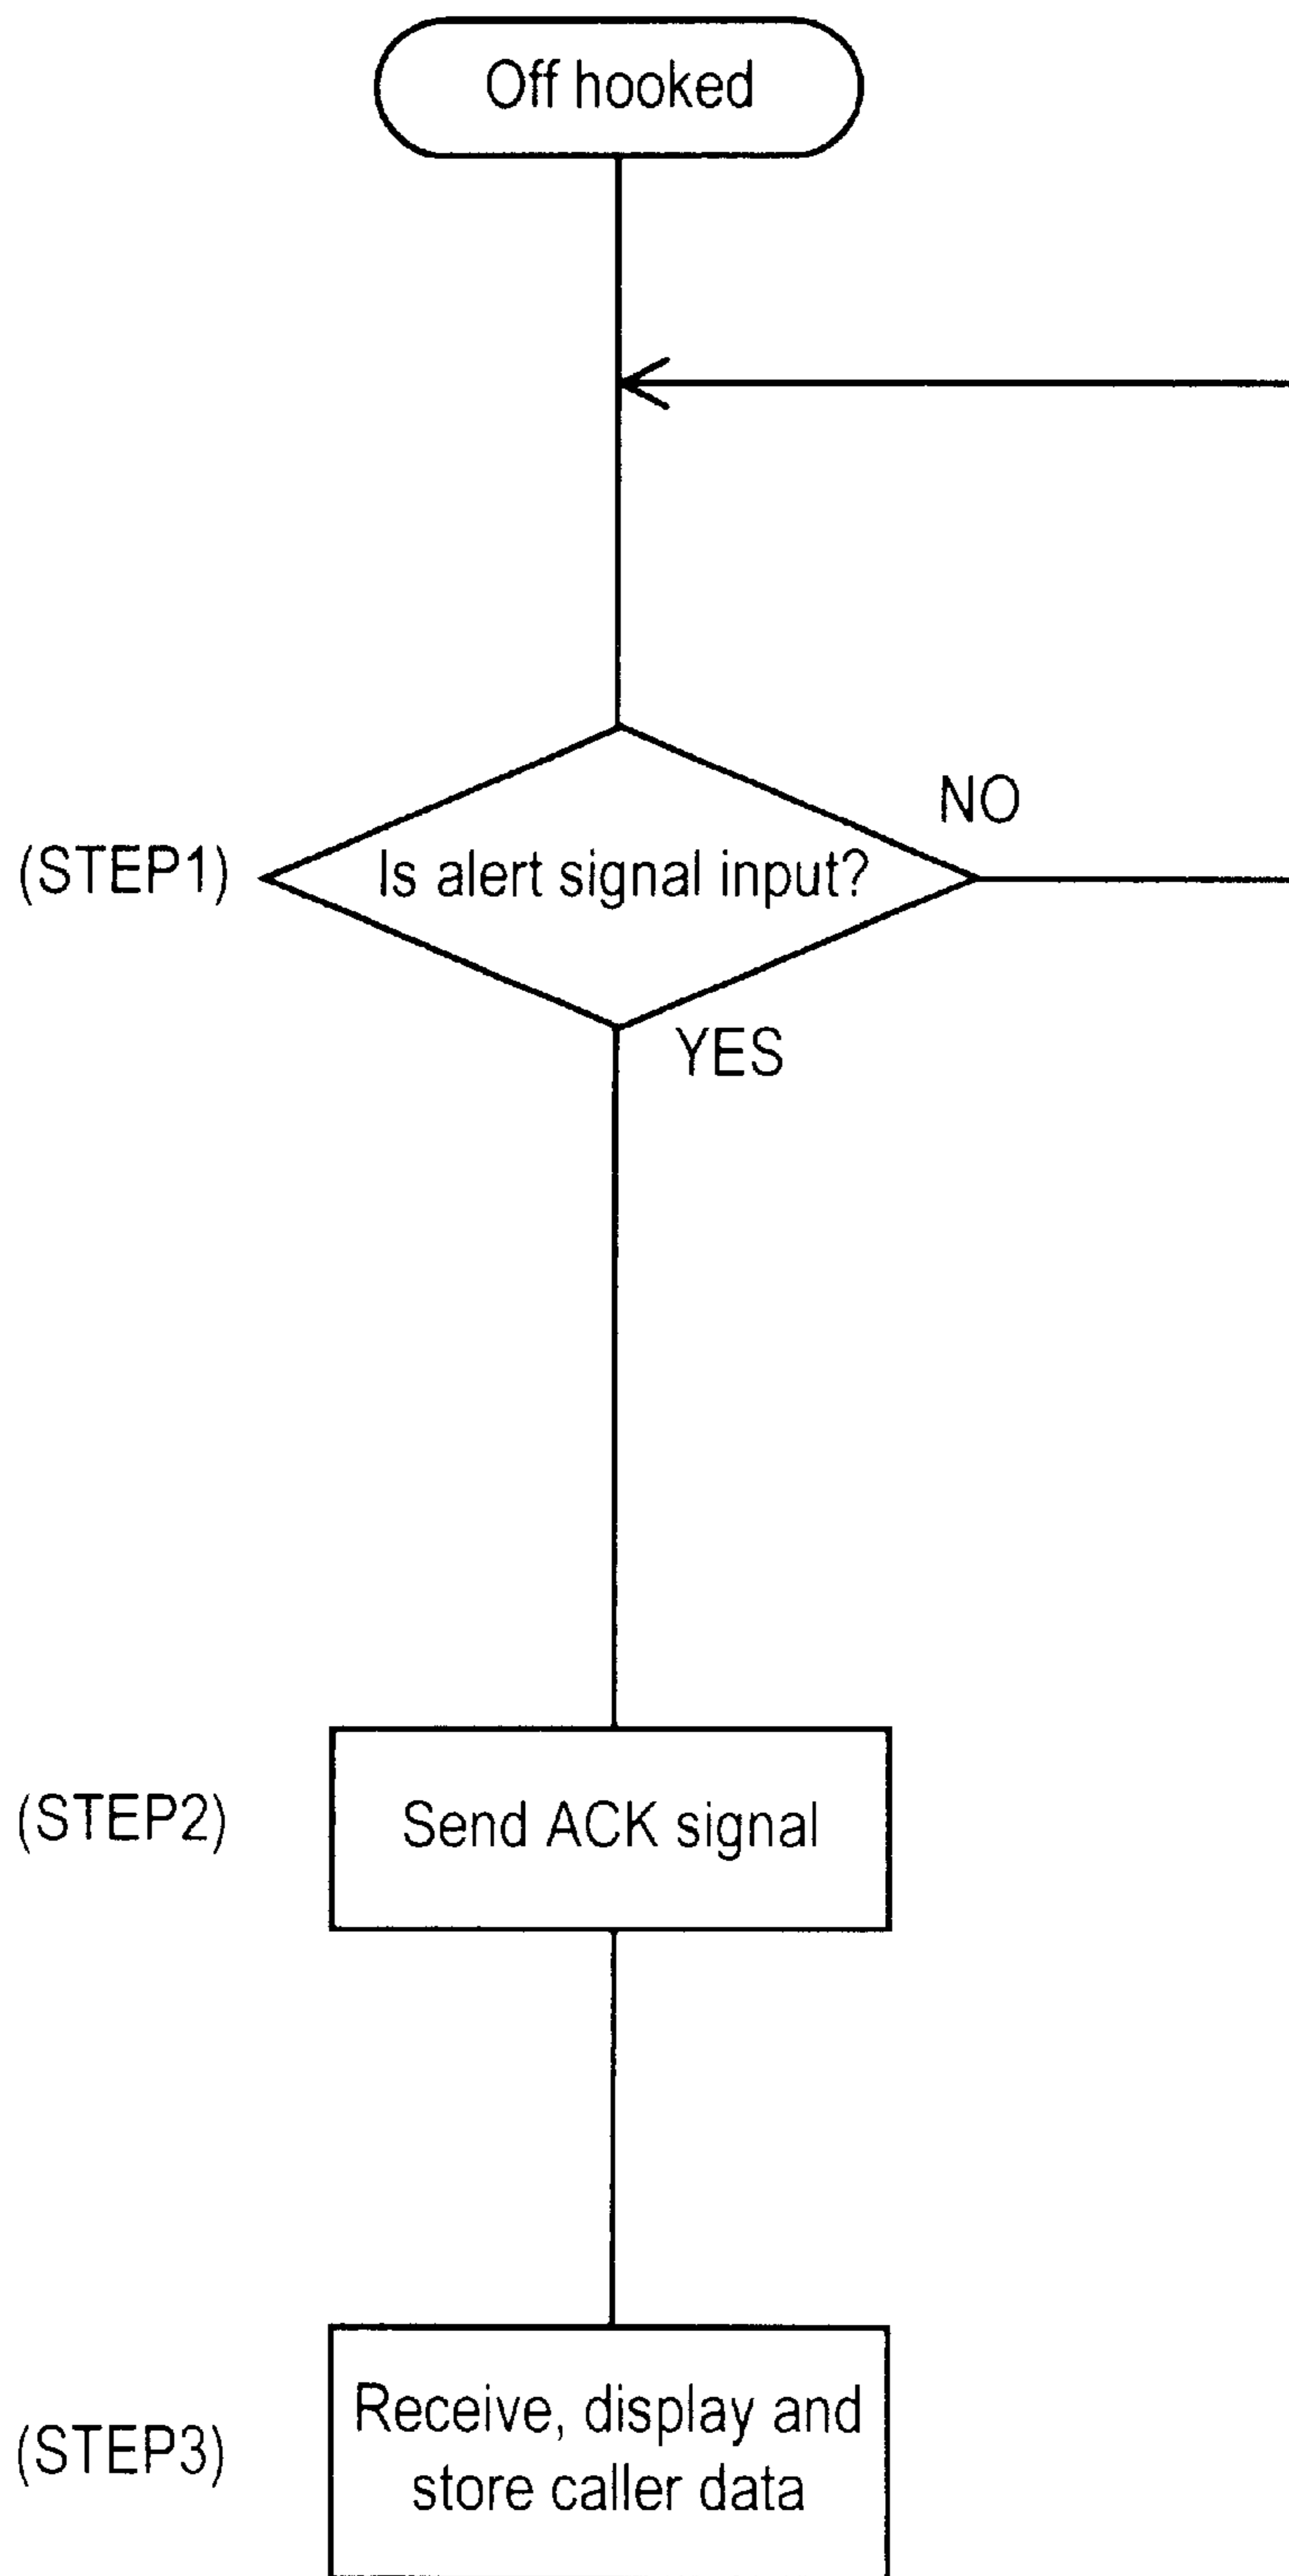 Off hooked
NO
(STEP1)
Is alert signal input?
YES
(STEP2)
Send ACK signal
(STEP3)
Receive, display and
store caller data